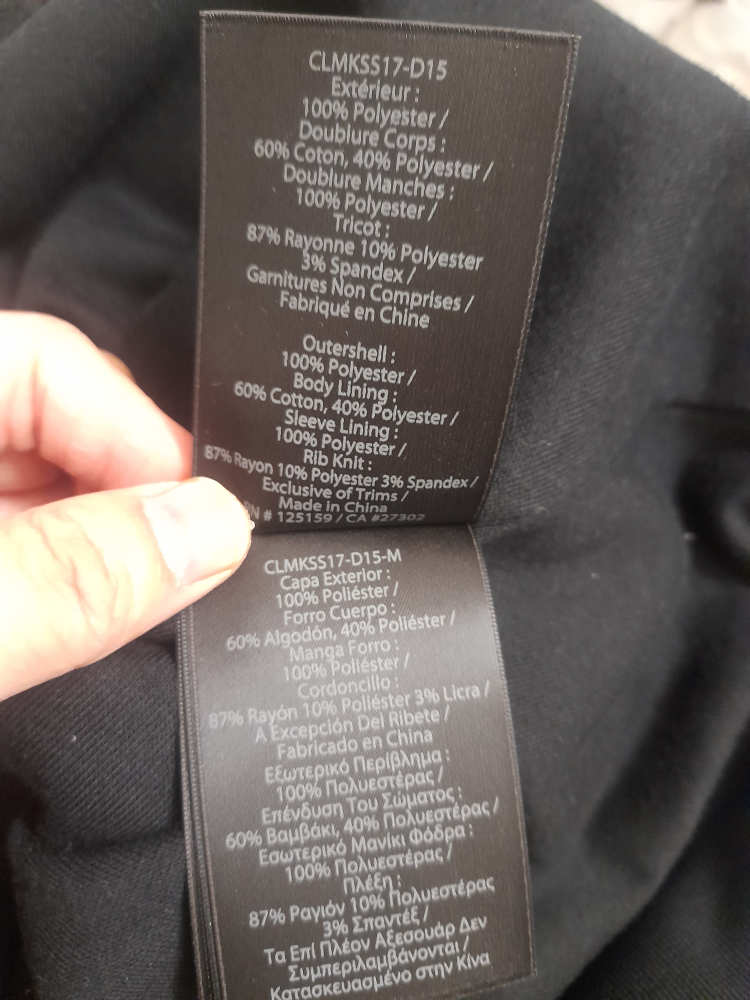 CLMKSS17-D15
Extérieur :
100% Polyester /
Doublure Corps :
60% Coton, 40% Polyester /
Doublure Manches :
100% Polyester /
Tricot :
87% Rayonne 10% Polyester
3% Spandex /
Garnitures Non Comprises /
Fabriqué en Chine
Outershell :
100% Polyester /
Body Lining :
60% Cotton, 40% Polyester /
Sleeve Lining :
100% Polyester /
Rib Knit :
87% Rayon 10% Polyester 3% Spandex /
Exclusive of Trims /
Made in China
# 125159 / CA #27302
CLMKSS17-D15-M
Capa Exterior :
100% Poliéster /
Forro Cuerpo :
60% Algodón, 40% Poliéster /
Manga Forro :
100% Poliéster /
Cordoncillo :
87% Rayón 10% Poliéster 3% Licra /
A Excepción Del Ribete /
Fabricado en China
Εξωτερικό Περίβλημα :
100% Πολυεστέρας /
Επένδυση Του Σώματος :
60% Βαμβάκι, 40% Πολυεστέρας /
Εσωτερικό Μανίκι Φόδρα :
100% Πολυεστέρας /
Πλέξη :
87% Ραγιόν 10% Πολυεστέρας
3% Σπαντέξ /
Τα Επί Πλέον Αξεσουάρ Δεν
Συμπεριλαμβάνονται /
Κατασκευασμένο στην Κίνα